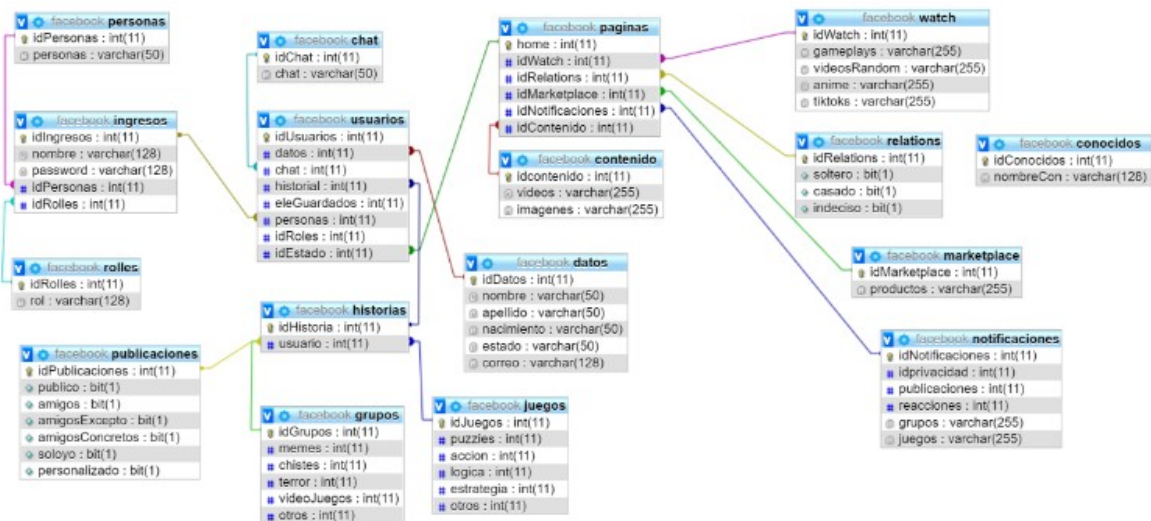 facebook personas
idPersonas : int(11)
personas : varchar(50)
facebook ingresos
idIngresos : int(11)
nombre : varchar(128)
password : varchar(128)
idPersonas : int(11)
idRolles : int(11)
facebook rolles
idRolles : int(11)
rol : varchar(128)
facebook publicaciones
idPublicaciones : int(11)
publico : bit(1)
amigos : bit(1)
amigosExcepto : bit(1)
amigosConcretos : bit(1)
soloyo : bit(1)
personalizado : bit(1)
facebook chat
idChat : int(11)
chat : varchar(50)
facebook usuarios
idUsuarios : int(11)
datos : int(11)
chat : int(11)
historial : int(11)
eleGuardados : int(11)
personas : int(11)
idRoles : int(11)
idEstado : int(11)
facebook historias
idHistoria : int(11)
usuario : int(11)
facebook grupos
idGrupos : int(11)
memes : int(11)
chistes : int(11)
terror : int(11)
videoJuegos : int(11)
otros : int(11)
facebook paginas
home : int(11)
idWatch : int(11)
idRelations : int(11)
idMarketplace : int(11)
idNotificaciones : int(11)
idContenido : int(11)
facebook contenido
idcontenido : int(11)
videos : varchar(255)
imagenes : varchar(255)
facebook datos
idDatos : int(11)
nombre : varchar(50)
apellido : varchar(50)
nacimiento : varchar(50)
estado : varchar(50)
correo : varchar(128)
facebook juegos
idJuegos : int(11)
puzzies : int(11)
accion : int(11)
logica : int(11)
estrategia : int(11)
otros : int(11)
facebook watch
idWatch : int(11)
gameplays : varchar(255)
videosRandom : varchar(255)
anime : varchar(255)
tiktoks : varchar(255)
facebook relations
idRelations : int(11)
soltero : bit(1)
casado : bit(1)
indeciso : bit(1)
facebook conocidos
idConocidos : int(11)
nombreCon : varchar(128)
facebook marketplace
idMarketplace : int(11)
productos : varchar(255)
facebook notificaciones
idNotificaciones : int(11)
idprivacidad : int(11)
publicaciones : int(11)
reacciones : int(11)
grupos : varchar(255)
juegos : varchar(255)